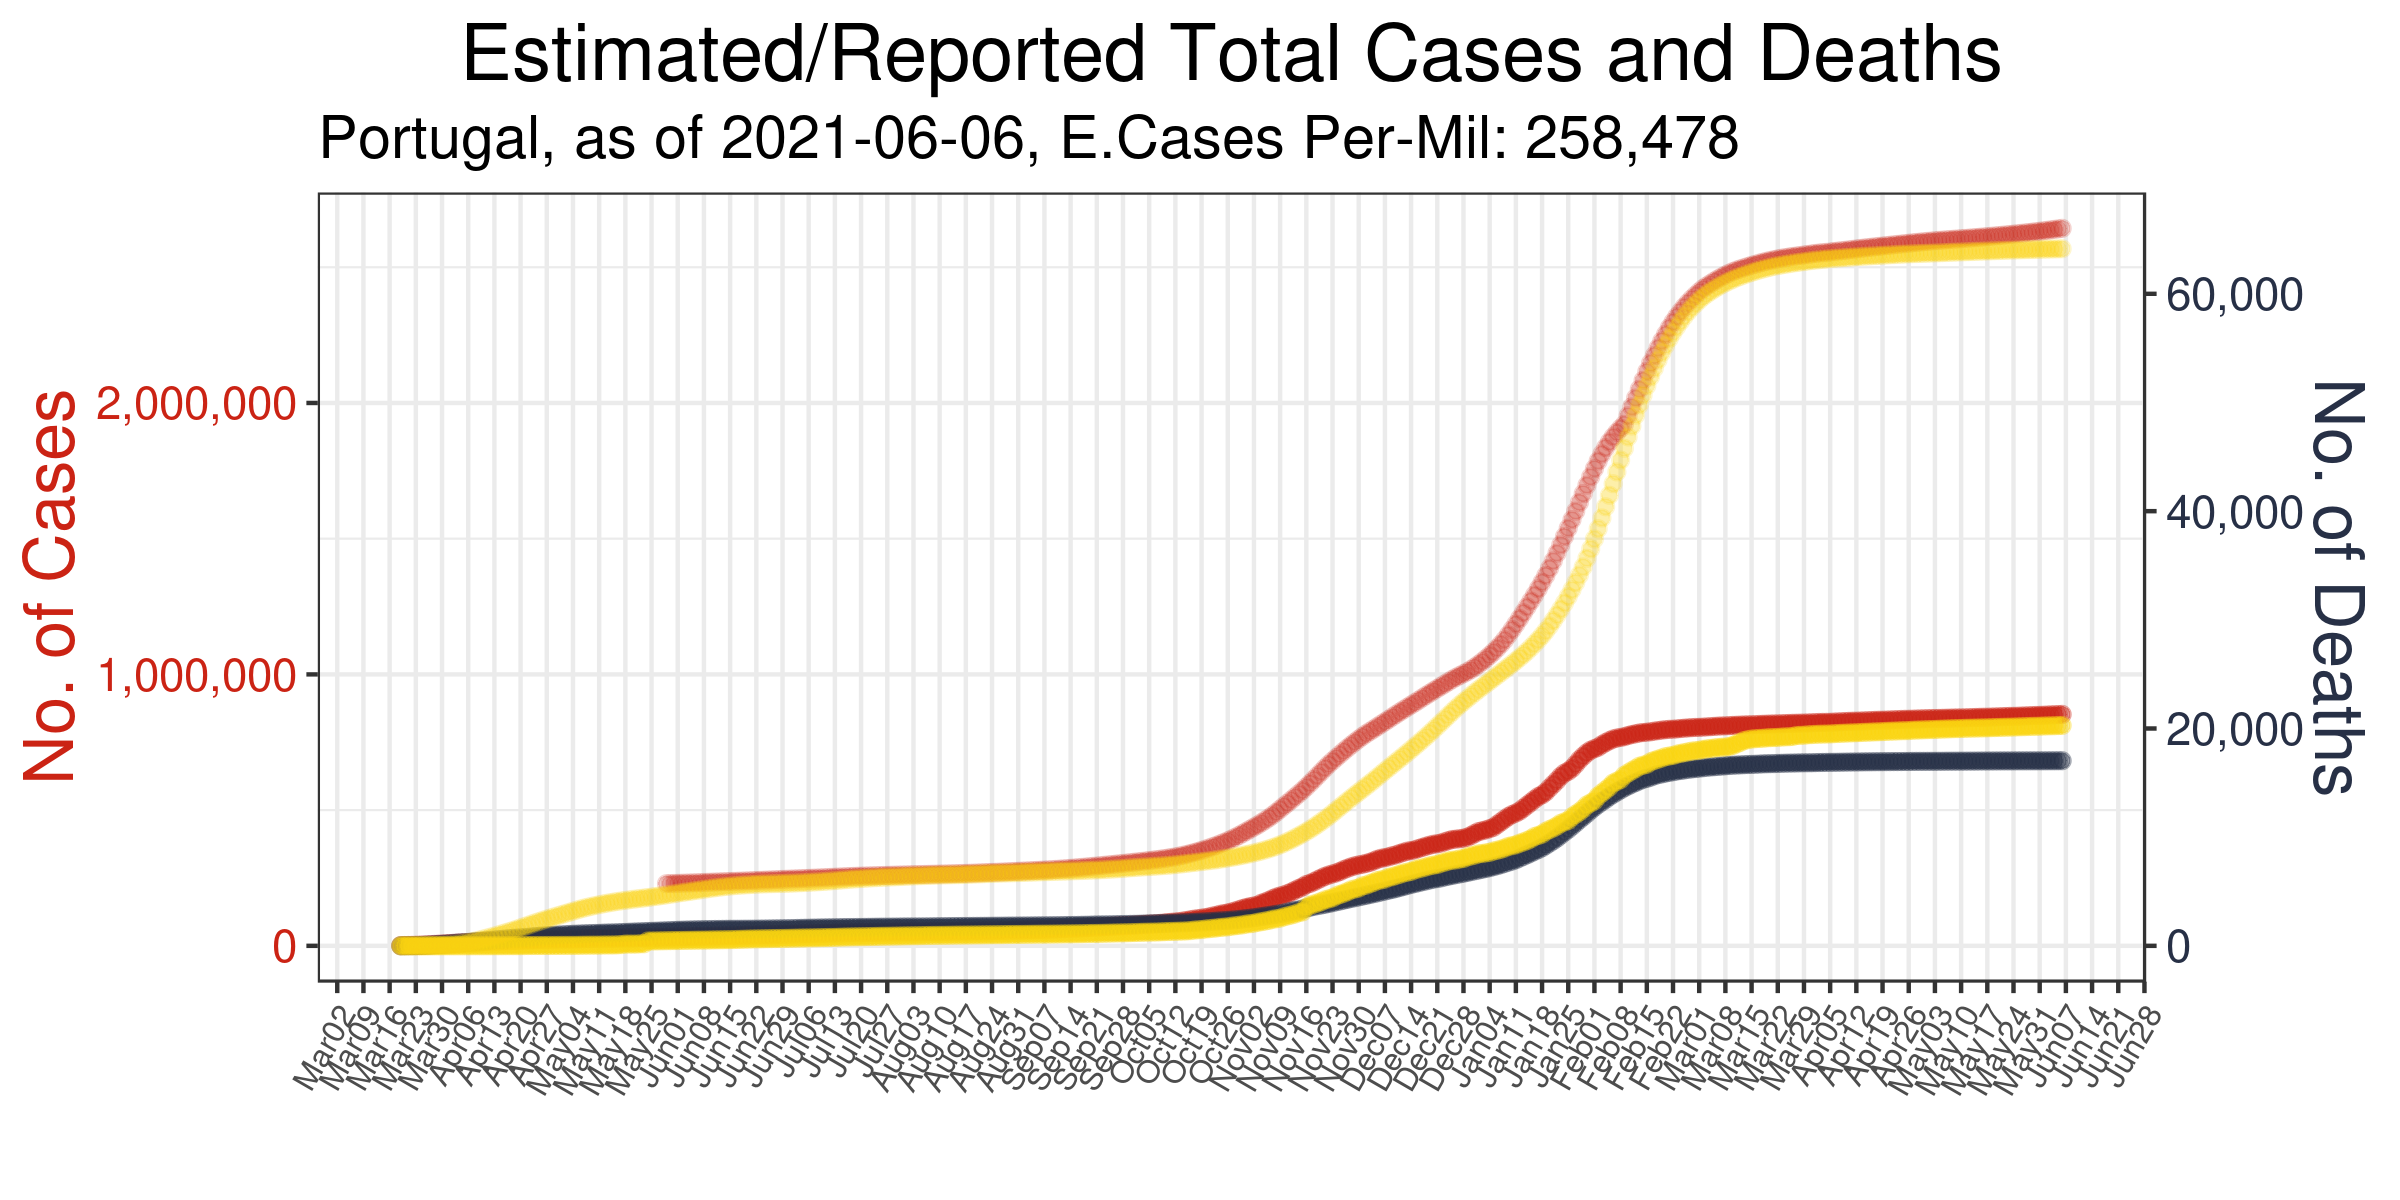 Estimated/Reported Total Cases and Deaths
Portugal, as of 2021-06-06, E.Cases Per-Mil: 258,478
No. of Cases
2,000,000
1,000,000
0
60,000
40,000
20,000
0
No. of Deaths
Mar02
Mar09
Mar16
Mar23
Mar30
Apr06
Apr13
Apr20
Apr27
May04
May11
May18
May25
Jun01
Jun08
Jun15
Jun22
Jun29
Jul06
Jul13
Jul20
Jul27
Aug03
Aug10
Aug17
Aug24
Aug31
Sep07
Sep14
Sep21
Sep28
Oct05
Oct12
Oct19
Oct26
Nov02
Nov09
Nov16
Nov23
Nov30
Dec07
Dec14
Dec21
Dec28
Jan04
Jan11
Jan18
Jan25
Feb01
Feb08
Feb15
Feb22
Mar01
Mar08
Mar15
Mar22
Mar29
Apr05
Apr12
Apr19
Apr26
May03
May10
May17
May24
May31
Jun07
Jun14
Jun21
Jun28